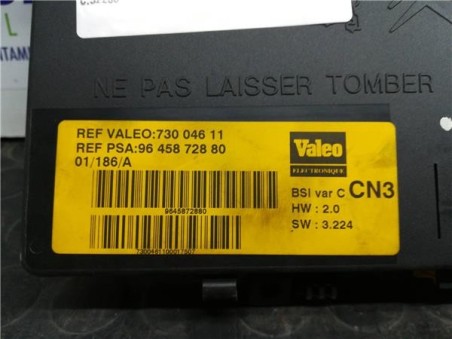 NE PAS LAISSER TOMBER
REF VALEO:730 046 11
REF PSA:96 458 728 80
01/186/A
Valeo
ELECTRONIQUE
BSI var C CN3
HW : 2.0
SW : 3.224
9645872880